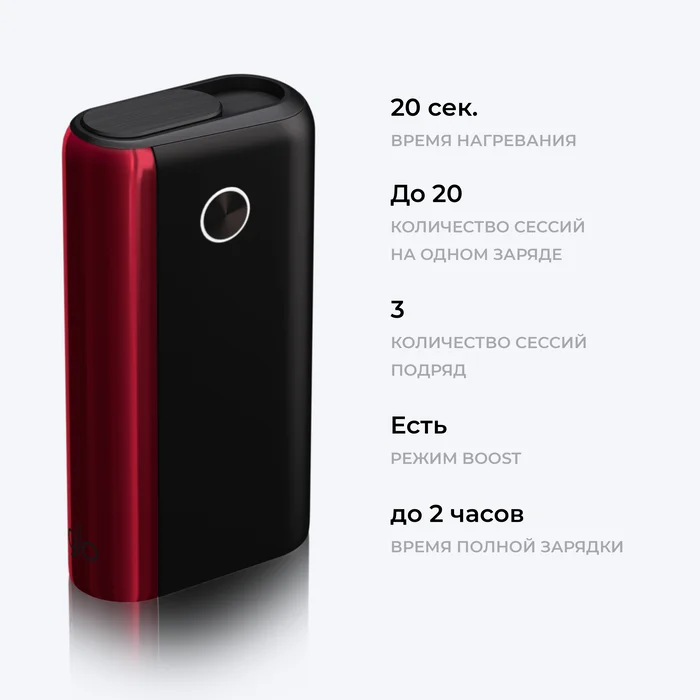 20 сек.
ВРЕМЯ НАГРЕВАНИЯ
До 20
КОЛИЧЕСТВО СЕССИЙ
НА ОДНОМ ЗАРЯДЕ
3
КОЛИЧЕСТВО СЕССИЙ
ПОДРЯД
Есть
РЕЖИМ BOOST
до 2 часов
ВРЕМЯ ПОЛНОЙ ЗАРЯДКИ